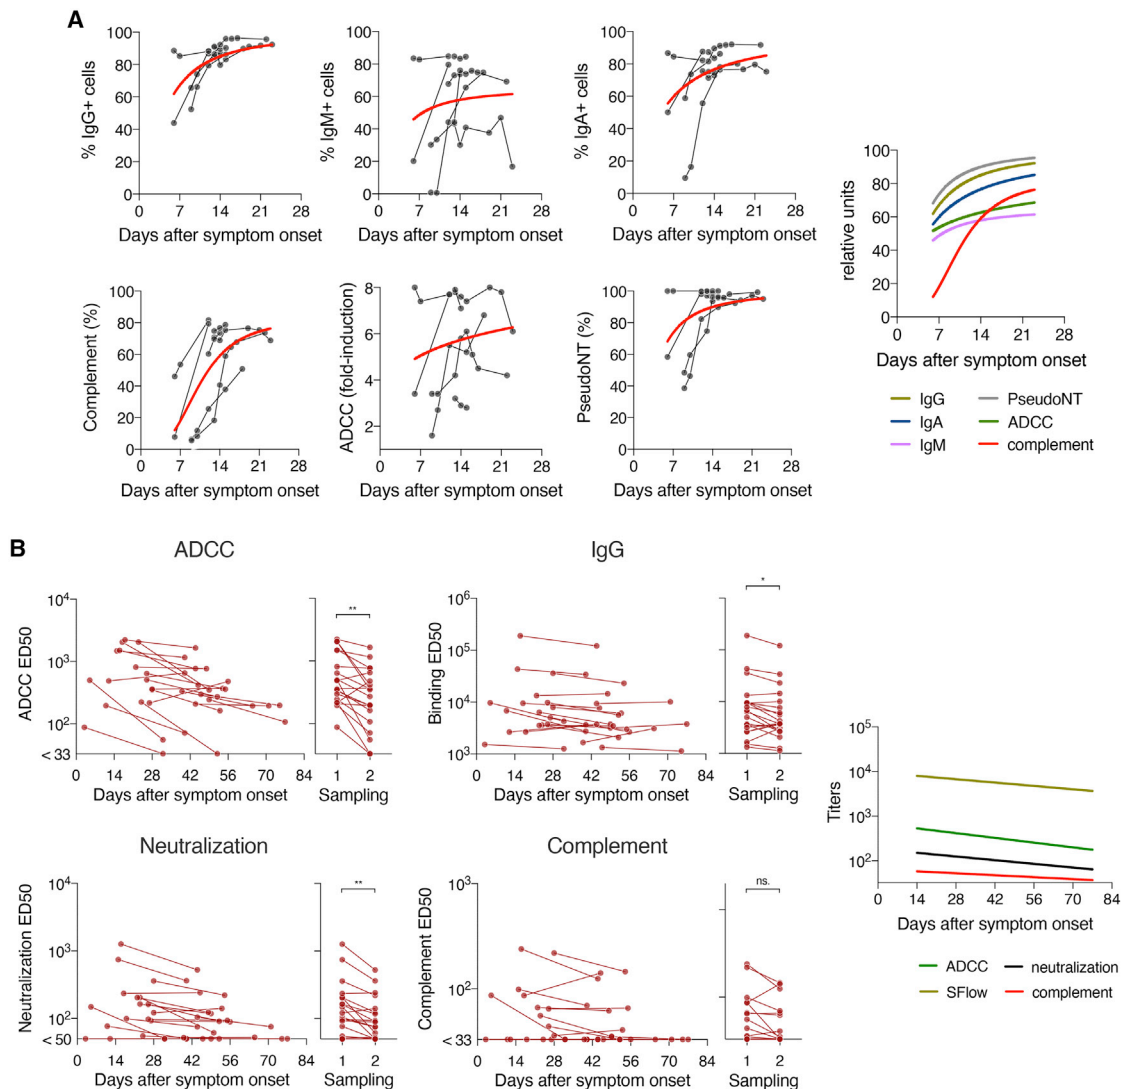 A
% IgG+ cells
100
80
60
40
20
0
0 7 14 21 28
Days after symptom onset
% IgM+ cells
100
80
60
40
20
0
0 7 14 21 28
Days after symptom onset
% IgA+ cells
100
80
60
40
20
0
0 7 14 21 28
Days after symptom onset
Complement (%)
100
80
60
40
20
0
0 7 14 21 28
Days after symptom onset
ADCC (fold-induction)
8
6
4
2
0 7 14 21 28
Days after symptom onset
PseudoNT (%)
100
80
60
40
20
0
0 7 14 21 28
Days after symptom onset
relative units
100
80
60
40
20
0
0 7 14 21 28
Days after symptom onset
IgG PseudoNT
IgA ADCC
IgM complement
B
ADCC
ADCC ED50
10^4
10^3
10^2
< 33
0 14 28 42 56 70 84
Days after symptom onset
**
1 2
Sampling
IgG
Binding ED50
10^6
10^5
10^4
10^3
0 14 28 42 56 70 84
Days after symptom onset
*
1 2
Sampling
Neutralization
Neutralization ED50
10^4
10^3
10^2
< 50
0 14 28 42 56 70 84
Days after symptom onset
**
1 2
Sampling
Complement
Complement ED50
10^3
10^2
< 33
0 14 28 42 56 70 84
Days after symptom onset
ns.
1 2
Sampling
Titers
10^5
10^4
10^3
10^2
0 14 28 42 56 70 84
Days after symptom onset
ADCC neutralization
SFlow complement